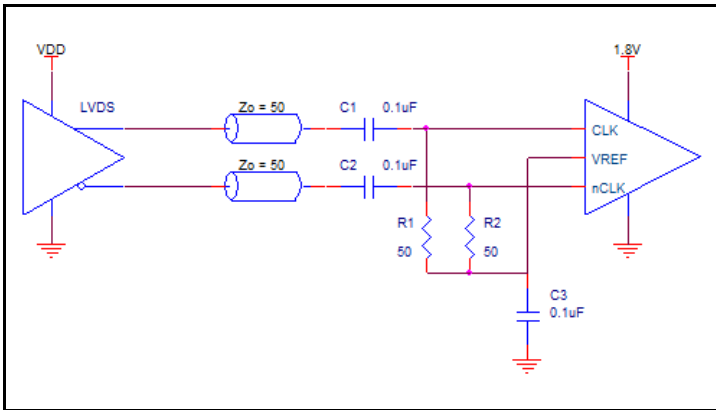 VDD
1.8V
LVDS
Zo = 50
C1
0.1uF
CLK
Zo = 50
C2
0.1uF
VREF
nCLK
R1
50
R2
50
C3
0.1uF